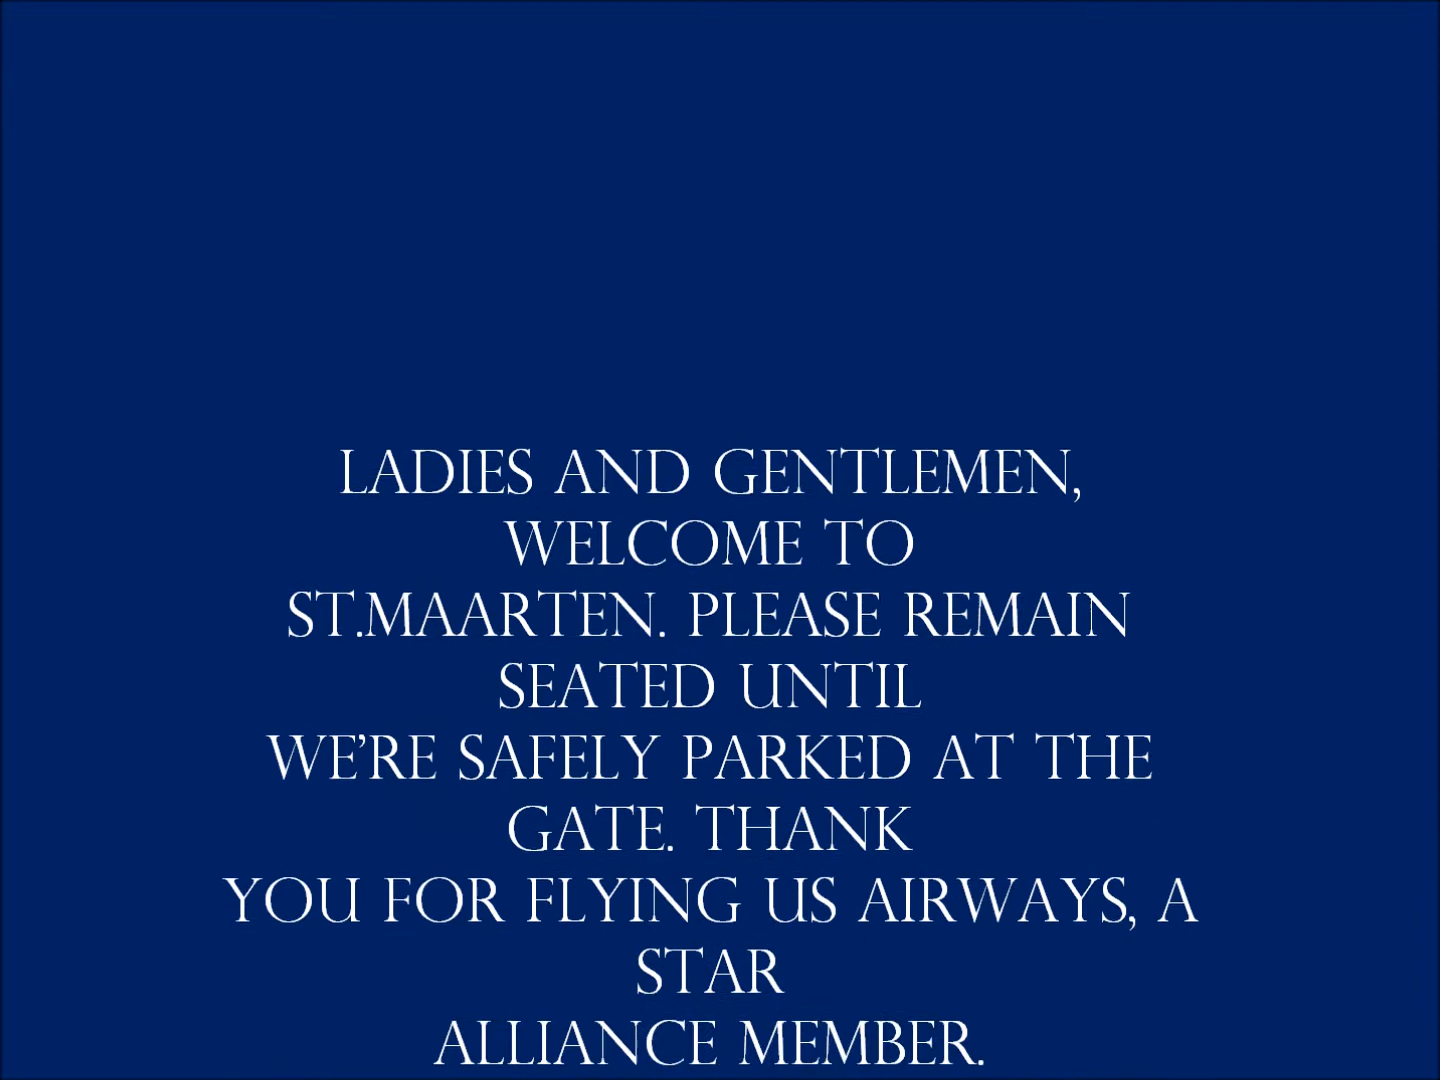 LADIES AND GENTLEMEN,
WELCOME TO
ST.MAARTEN. PLEASE REMAIN
SEATED UNTIL
WE'RE SAFELY PARKED AT THE
GATE. THANK
YOU FOR FLYING US AIRWAYS, A
STAR
ALLIANCE MEMBER.